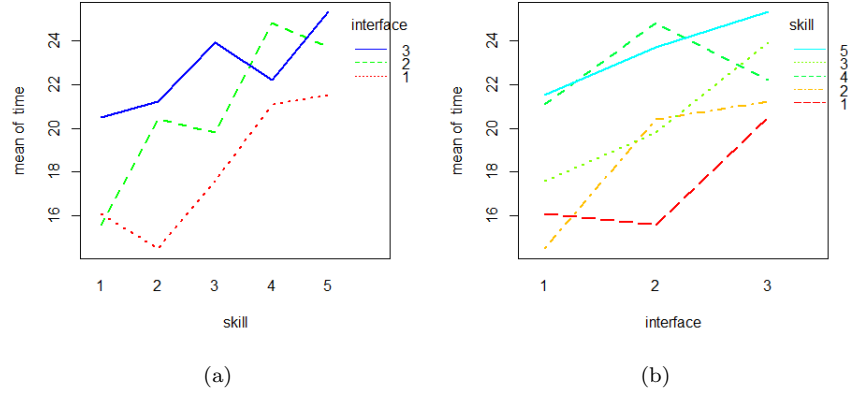 interface
3
2
1
mean of time
24
22
20
18
16
1 2 3 4 5
skill
(a)
skill
5
3
4
2
1
mean of time
24
22
20
18
16
1 2 3
interface
(b)